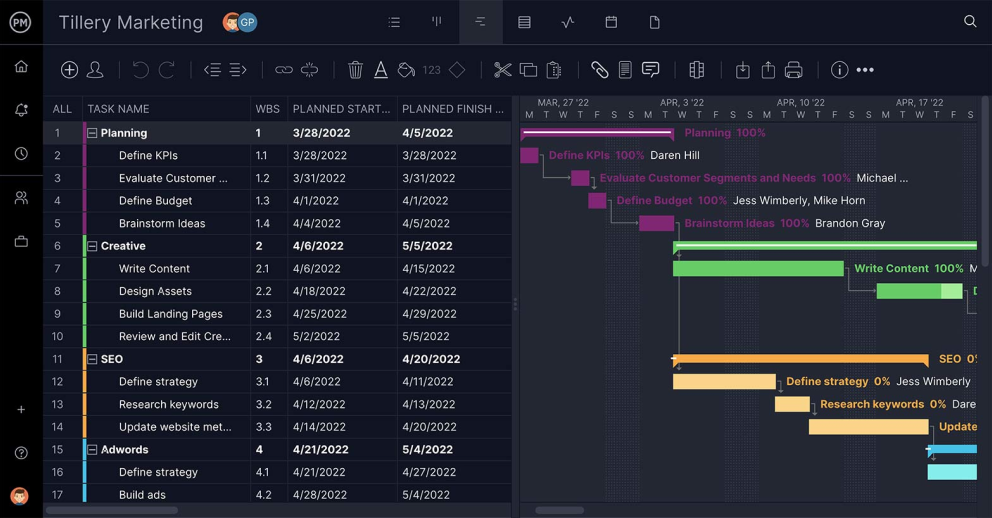 PM Tillery Marketing GP
123
ALL TASK NAME WBS PLANNED START... PLANNED FINISH ...
MAR, 27 '22 APR, 3 '22 APR, 10 '22 APR, 17 '22
M T W T F S S M T W T F S S M T W T F S S M T W T F S
1 Planning 1 3/28/2022 4/5/2022 Planning 100%
2 Define KPIs 1.1 3/28/2022 3/28/2022 Define KPIs 100% Daren Hill
3 Evaluate Customer ... 1.2 3/31/2022 3/31/2022 Evaluate Customer Segments and Needs 100% Michael ...
4 Define Budget 1.3 4/1/2022 4/1/2022 Define Budget 100% Jess Wimberly, Mike Horn
5 Brainstorm Ideas 1.4 4/4/2022 4/5/2022 Brainstorm Ideas 100% Brandon Gray
6 Creative 2 4/6/2022 5/5/2022
7 Write Content 2.1 4/6/2022 4/15/2022 Write Content 100% M
8 Design Assets 2.2 4/18/2022 4/22/2022 D
9 Build Landing Pages 2.3 4/25/2022 4/29/2022
10 Review and Edit Cre... 2.4 5/2/2022 5/5/2022
11 SEO 3 4/6/2022 4/20/2022 SEO 0%
12 Define strategy 3.1 4/6/2022 4/11/2022 Define strategy 0% Jess Wimberly
13 Research keywords 3.2 4/12/2022 4/13/2022 Research keywords 0% Dare
14 Update website met... 3.3 4/14/2022 4/20/2022 Update
15 Adwords 4 4/21/2022 5/4/2022
16 Define strategy 4.1 4/21/2022 4/27/2022
17 Build ads 4.2 4/28/2022 5/4/2022